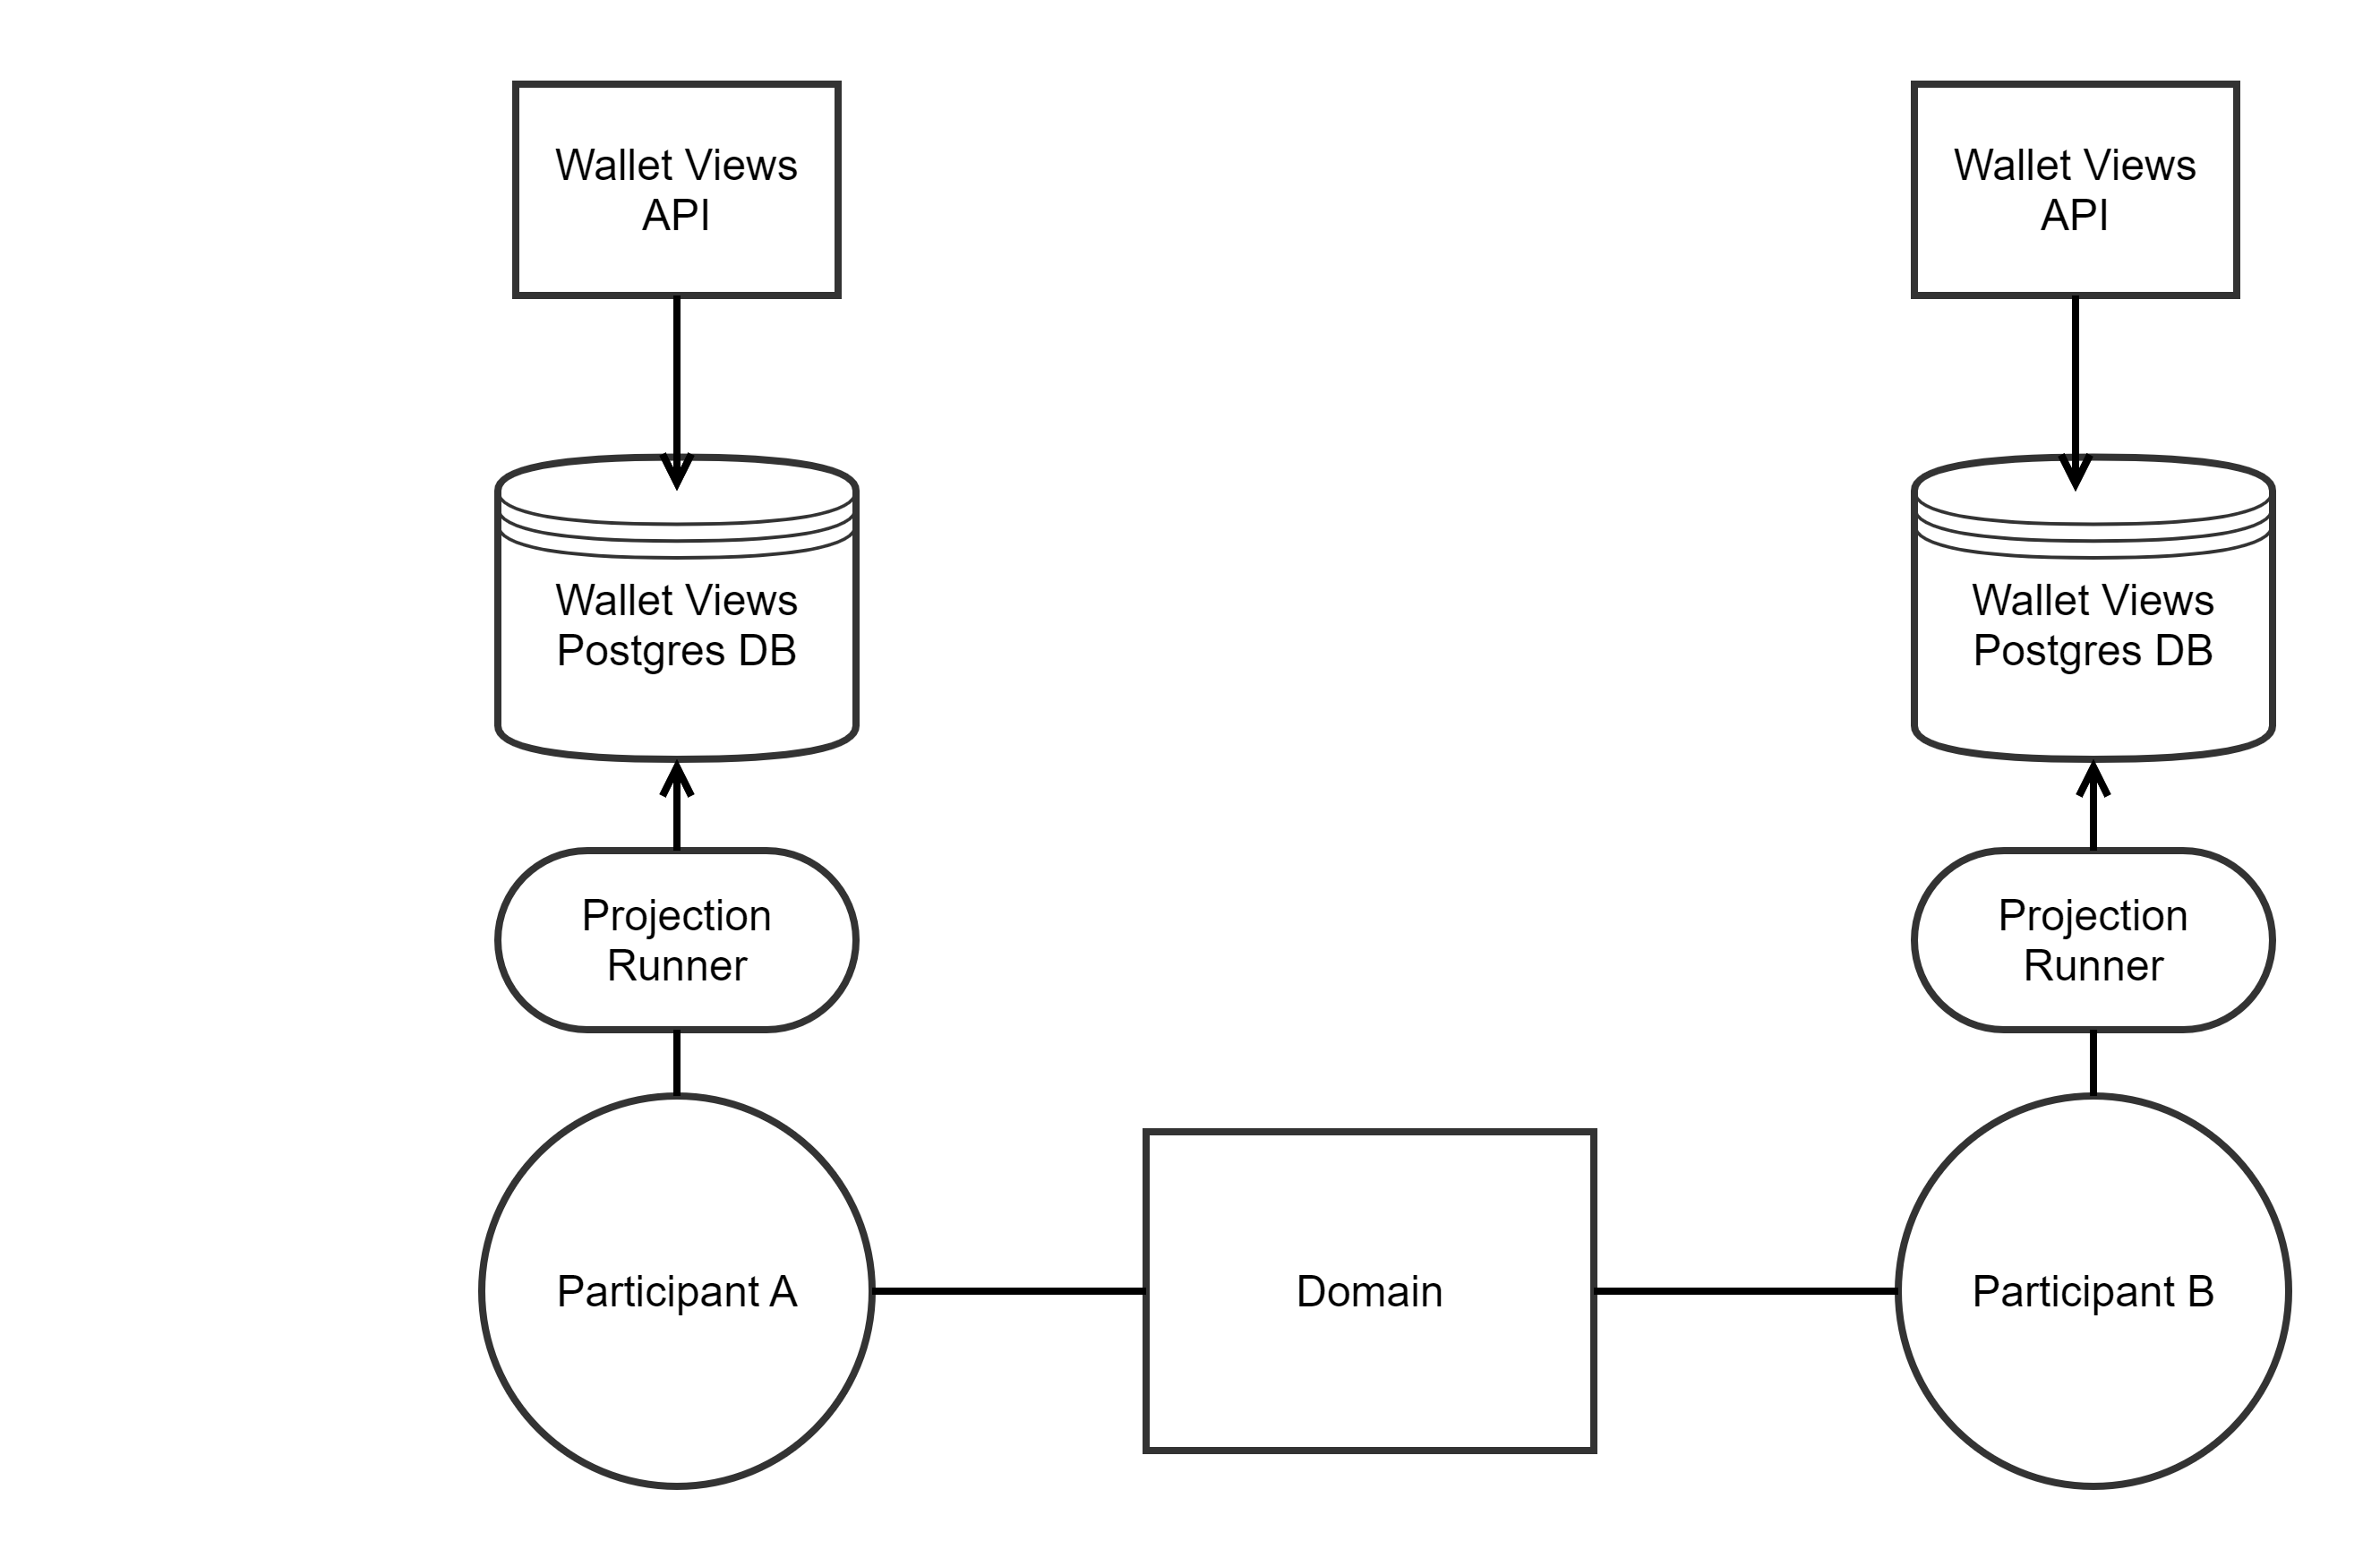 Wallet Views
API
Wallet Views
API
Wallet Views
Postgres DB
Wallet Views
Postgres DB
Projection
Runner
Projection
Runner
Participant A
Domain
Participant B